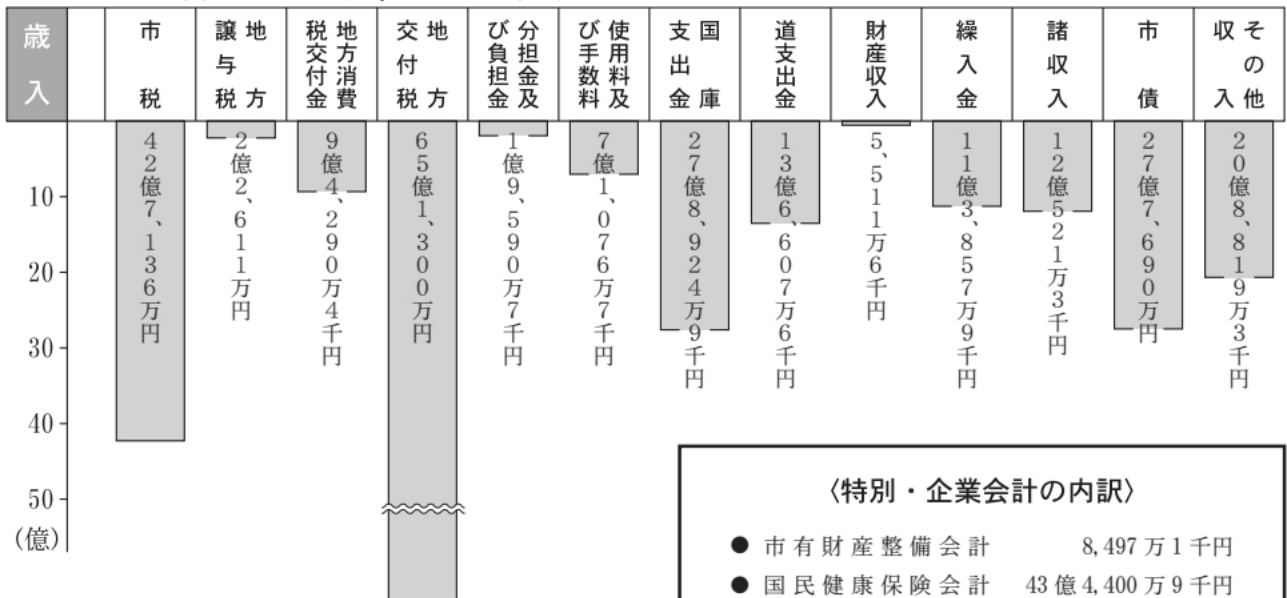 歳入
市税
地方譲与税
地方消費税交付金
地方交付税
分担金及び負担金
使用料及び手数料
国庫支出金
道支出金
財産収入
繰入金
諸収入
市債
その他収入
42億7、136万円
2億2、611万円
9億4、290万4千円
65億1、300万円
1億9、590万7千円
7億1、076万7千円
27億8、924万9千円
13億6、607万6千円
5、511万6千円
11億3、857万9千円
12億521万3千円
27億7、690万円
20億8、819万3千円
10
20
30
40
50
(億)
〈特別・企業会計の内訳〉
● 市有財産整備会計 8,497万1千円
● 国民健康保険会計 43億4,400万9千円